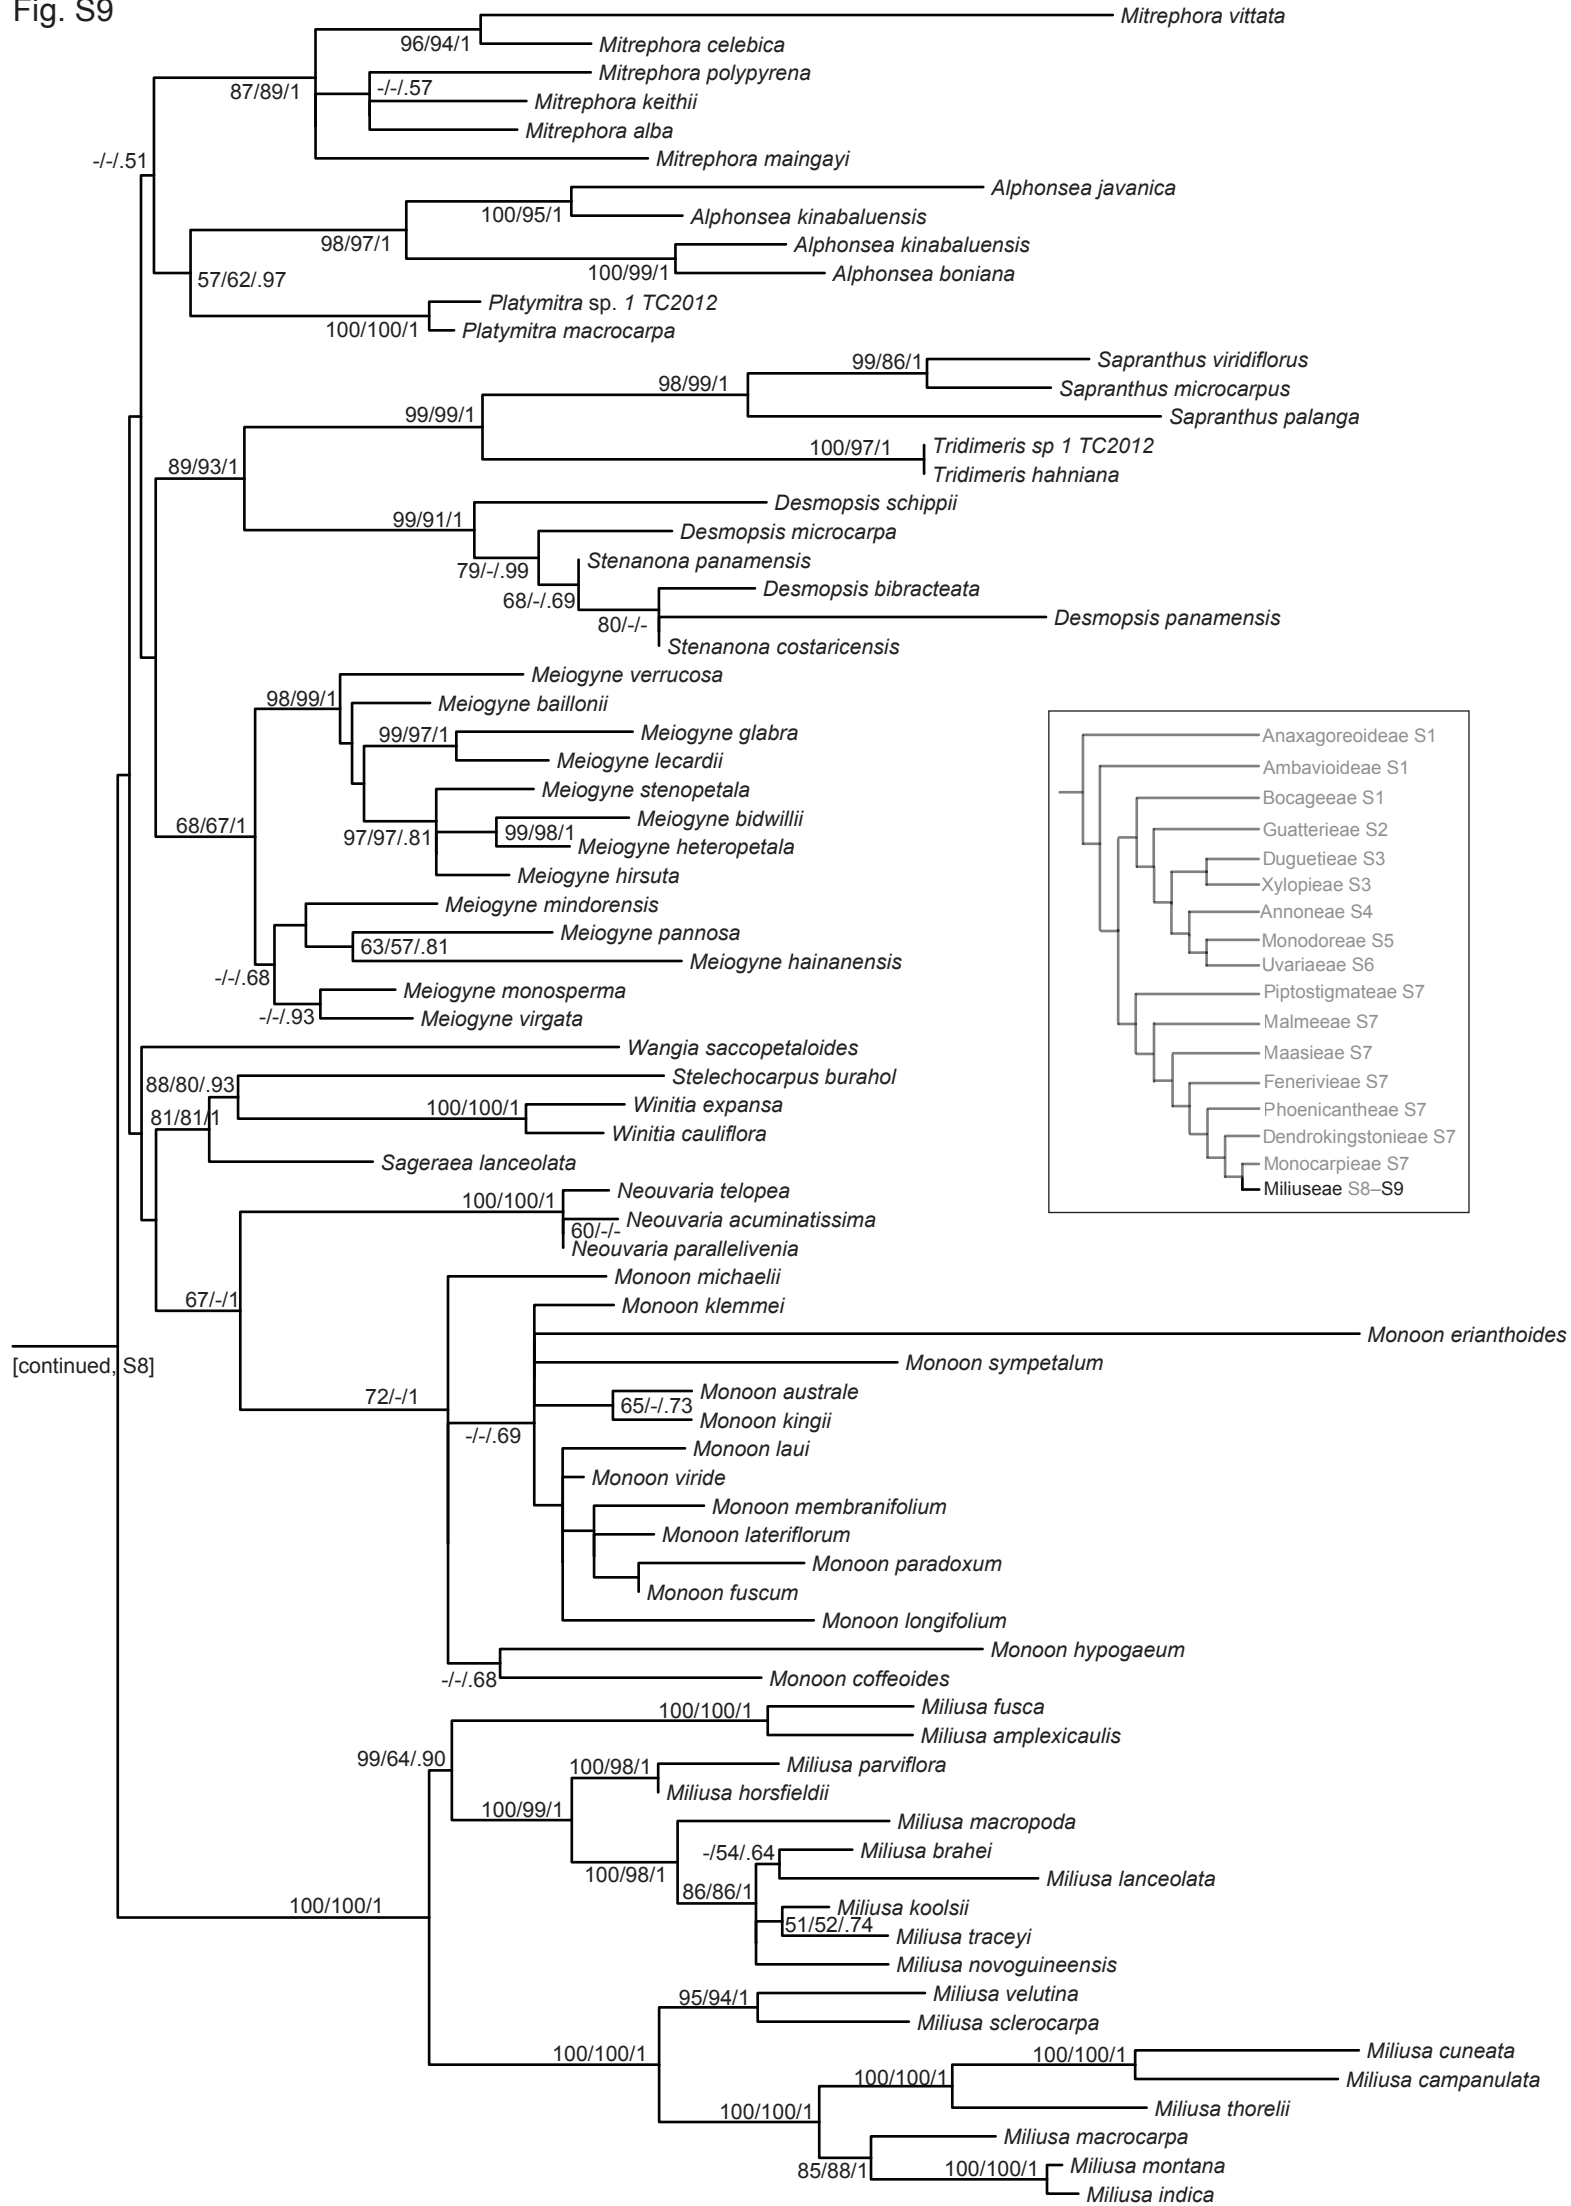 Fig. S9
Mitrephora vittata
96/94/1
Mitrephora celebica
Mitrephora polypyrena
87/89/1
-/-/.57
Mitrephora keithii
Mitrephora alba
-/-/.51
Mitrephora maingayi
Alphonsea javanica
100/95/1
Alphonsea kinabaluensis
98/97/1
Alphonsea kinabaluensis
100/99/1
Alphonsea boniana
57/62/.97
Platymitra sp. 1 TC2012
100/100/1
Platymitra macrocarpa
99/86/1
Sapranthus viridiflorus
98/99/1
Sapranthus microcarpus
99/99/1
Sapranthus palanga
100/97/1
Tridimeris sp 1 TC2012
89/93/1
Tridimeris hahniana
Desmopsis schippii
99/91/1
Desmopsis microcarpa
Stenanona panamensis
79/-/.99
Desmopsis bibracteata
68/-/.69
Desmopsis panamensis
80/-/-
Stenanona costaricensis
Meiogyne verrucosa
98/99/1
Meiogyne baillonii
99/97/1
Meiogyne glabra
Meiogyne lecardii
Meiogyne stenopetala
Meiogyne bidwillii
68/67/1
97/97/.81
99/98/1
Meiogyne heteropetala
Meiogyne hirsuta
Meiogyne mindorensis
Meiogyne pannosa
63/57/.81
Meiogyne hainanensis
-/-/.68
Meiogyne monosperma
-/-/.93
Meiogyne virgata
Wangia saccopetaloides
88/80/.93
Stelechocarpus burahol
100/100/1
Winitia expansa
81/81/1
Winitia cauliflora
Sageraea lanceolata
100/100/1
Neouvaria telopea
Neouvaria acuminatissima
60/-/-
Neouvaria parallelivenia
Monoon michaelii
67/-/1
Monoon klemmei
Monoon erianthoides
[continued, S8]
Monoon sympetalum
72/-/1
Monoon australe
65/-/.73
Monoon kingii
-/-/.69
Monoon laui
Monoon viride
Monoon membranifolium
Monoon lateriflorum
Monoon paradoxum
Monoon fuscum
Monoon longifolium
Monoon hypogaeum
-/-/.68
Monoon coffeoides
100/100/1
Miliusa fusca
Miliusa amplexicaulis
99/64/.90
100/98/1
Miliusa parviflora
Miliusa horsfieldii
100/99/1
Miliusa macropoda
-/54/.64
Miliusa brahei
100/98/1
Miliusa lanceolata
86/86/1
100/100/1
Miliusa koolsii
51/52/.74
Miliusa traceyi
Miliusa novoguineensis
95/94/1
Miliusa velutina
Miliusa sclerocarpa
100/100/1
100/100/1
Miliusa cuneata
100/100/1
Miliusa campanulata
100/100/1
Miliusa thorelii
Miliusa macrocarpa
85/88/1
100/100/1
Miliusa montana
Miliusa indica
Anaxagoreoideae S1
Ambavioideae S1
Bocageeae S1
Guatterieae S2
Duguetieae S3
Xylopieae S3
Annoneae S4
Monodoreae S5
Uvariaeae S6
Piptostigmateae S7
Malmeeae S7
Maasieae S7
Fenerivieae S7
Phoenicantheae S7
Dendrokingstonieae S7
Monocarpieae S7
Miliuseae S8–S9